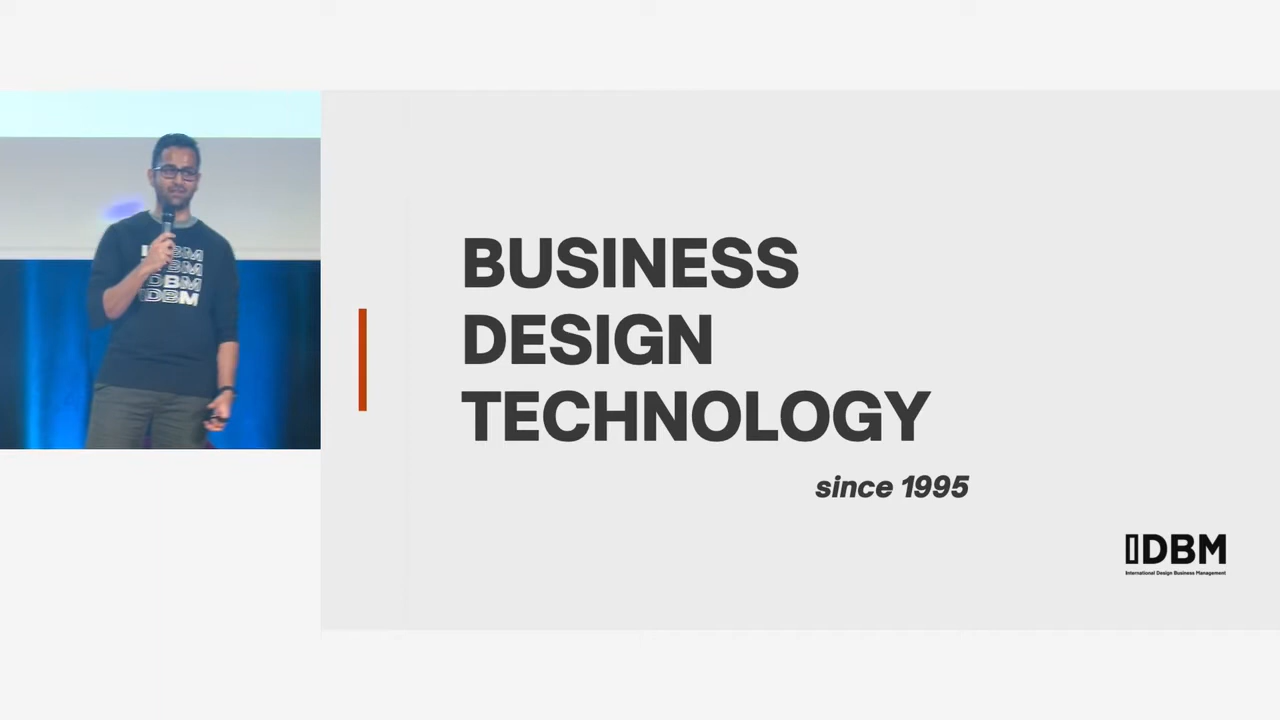 IDBM
IDBM
IDBM
IDBM
BUSINESS
DESIGN
TECHNOLOGY
since 1995
IDBM
International Design Business Management